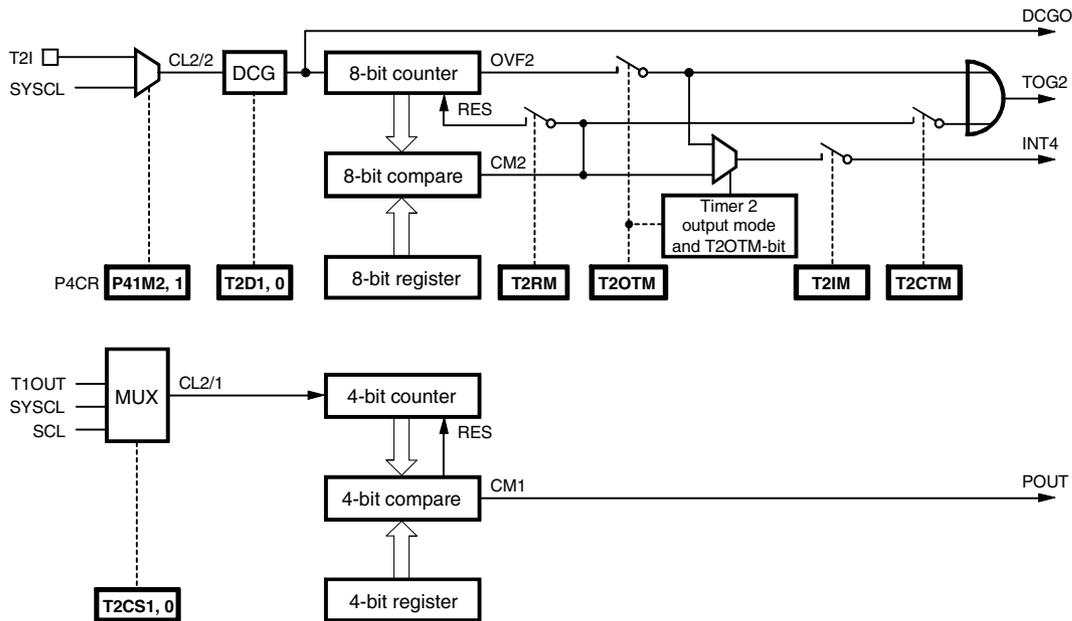 DCGO
T2I
CL2/2
DCG
8-bit counter
OVF2
TOG2
SYSCL
RES
INT4
8-bit compare
CM2
Timer 2
output mode
and T2OTM-bit
P4CR
P41M2, 1
T2D1, 0
8-bit register
T2RM
T2OTM
T2IM
T2CTM
T1OUT
SYSCL
SCL
MUX
CL2/1
4-bit counter
RES
4-bit compare
CM1
POUT
T2CS1, 0
4-bit register